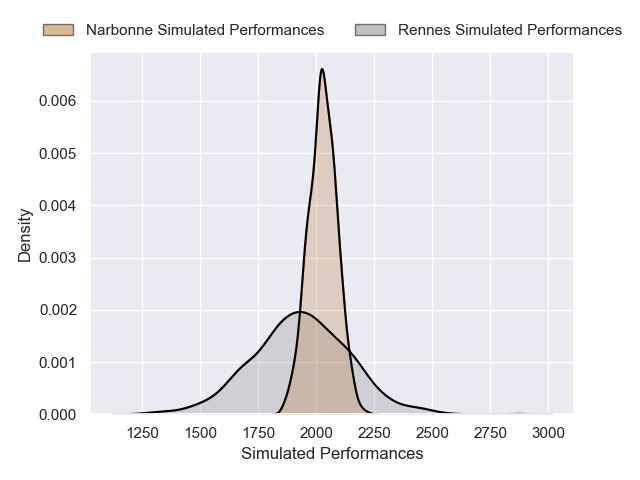 Narbonne Simulated Performances Rennes Simulated Performances
0.006
0.005
0.004
0.003
0.002
0.001
0.000
Density
1250 1500 1750 2000 2250 2500 2750 3000
Simulated Performances